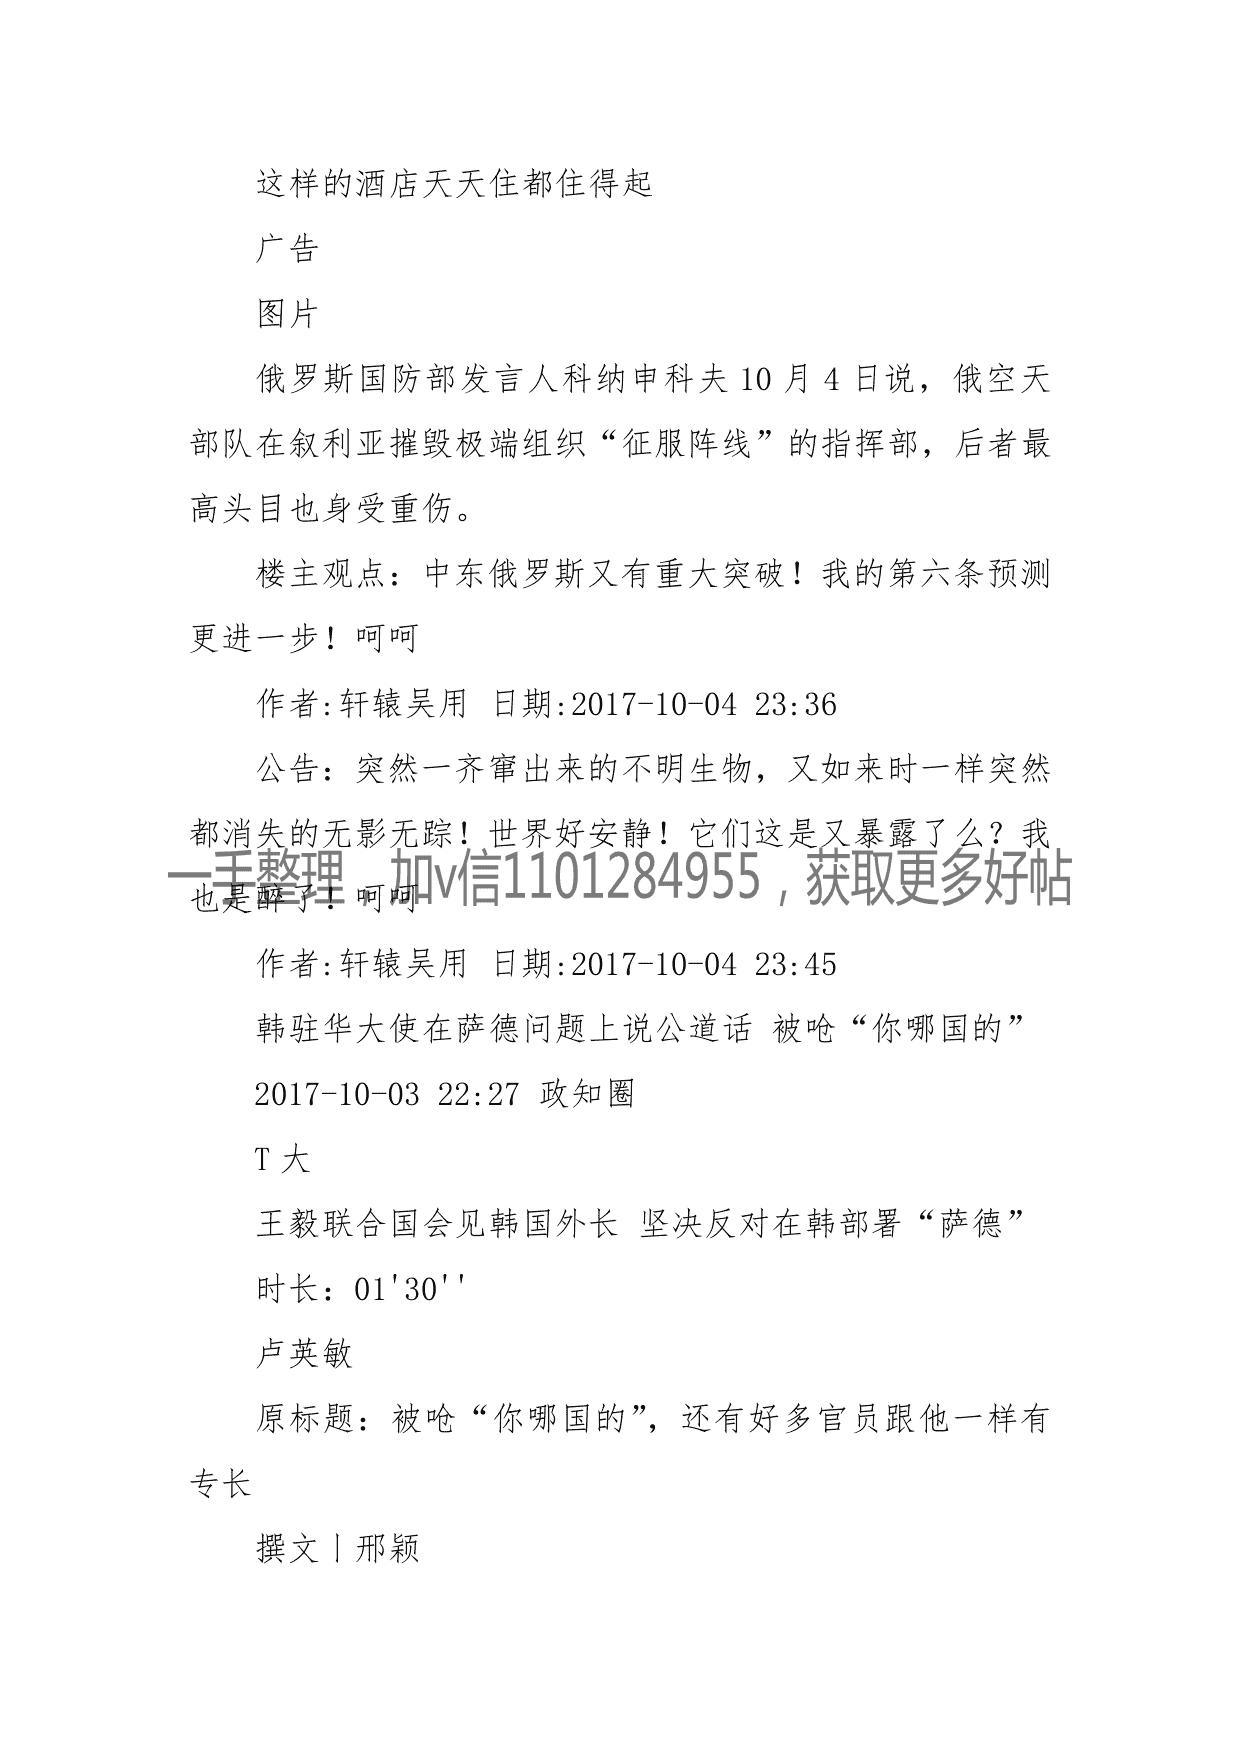 这样的酒店天天住都住得起
广告
图片
俄罗斯国防部发言人科纳申科夫 10 月 4 日说，俄空天
部队在叙利亚摧毁极端组织“征服阵线”的指挥部，后者最
高头目也身受重伤。
楼主观点：中东俄罗斯又有重大突破！我的第六条预测
更进一步！呵呵
作者:轩辕吴用 日期:2017-10-04 23:36
公告：突然一齐窜出来的不明生物，又如来时一样突然
都消失的无影无踪！世界好安静！它们这是又暴露了么？我
一手整理，加v信1101284955，获取更多好帖
也是醉了！呵呵
作者:轩辕吴用 日期:2017-10-04 23:45
韩驻华大使在萨德问题上说公道话 被呛“你哪国的”
2017-10-03 22:27 政知圈
T 大
王毅联合国会见韩国外长 坚决反对在韩部署“萨德”
时长：01'30''
卢英敏
原标题：被呛“你哪国的”，还有好多官员跟他一样有
专长
撰文丨邢颖